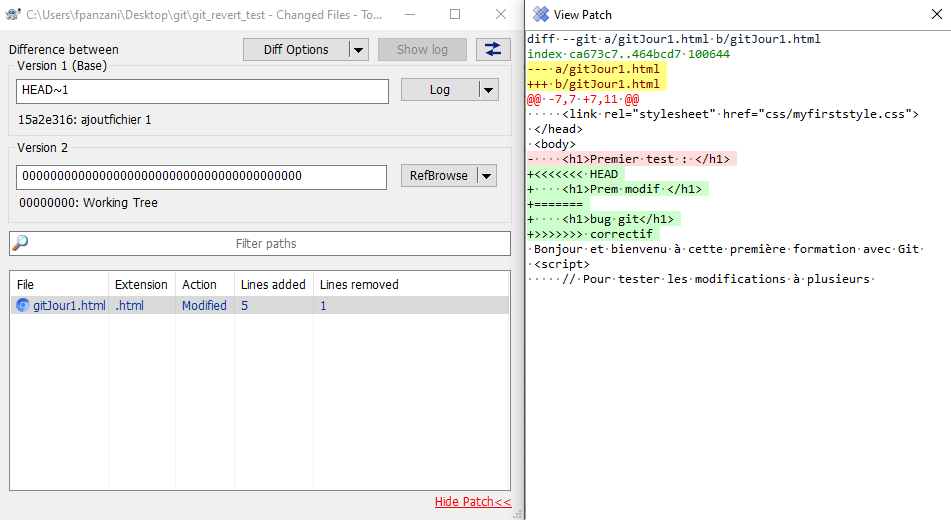 C:\Users\fpanzani\Desktop\git\git_revert_test - Changed Files - To...
Difference between
Diff Options
Show log
Version 1 (Base)
HEAD~1
Log
15a2e316: ajoutfichier 1
Version 2
0000000000000000000000000000000000000000
RefBrowse
00000000: Working Tree
Filter paths
File Extension Action Lines added Lines removed
gitJour1.html .html Modified 5 1
Hide Patch<<
View Patch
diff·--git·a/gitJour1.html·b/gitJour1.html
index·ca673c7..464bcd7·100644
---·a/gitJour1.html
+++·b/gitJour1.html
@@·-7,7·+7,11·@@
·····<link·rel="stylesheet"·href="css/myfirststyle.css">
·</head>
·<body>
-····<h1>Premier·test·:·</h1>
+<<<<<<<·HEAD
+····<h1>Prem·modif·</h1>
+=======
+····<h1>bug·git</h1>
+>>>>>>>·correctif
·Bonjour·et·bienvenu·à·cette·première·formation·avec·Git·
·<script>
·····//·Pour·tester·les·modifications·à·plusieurs·